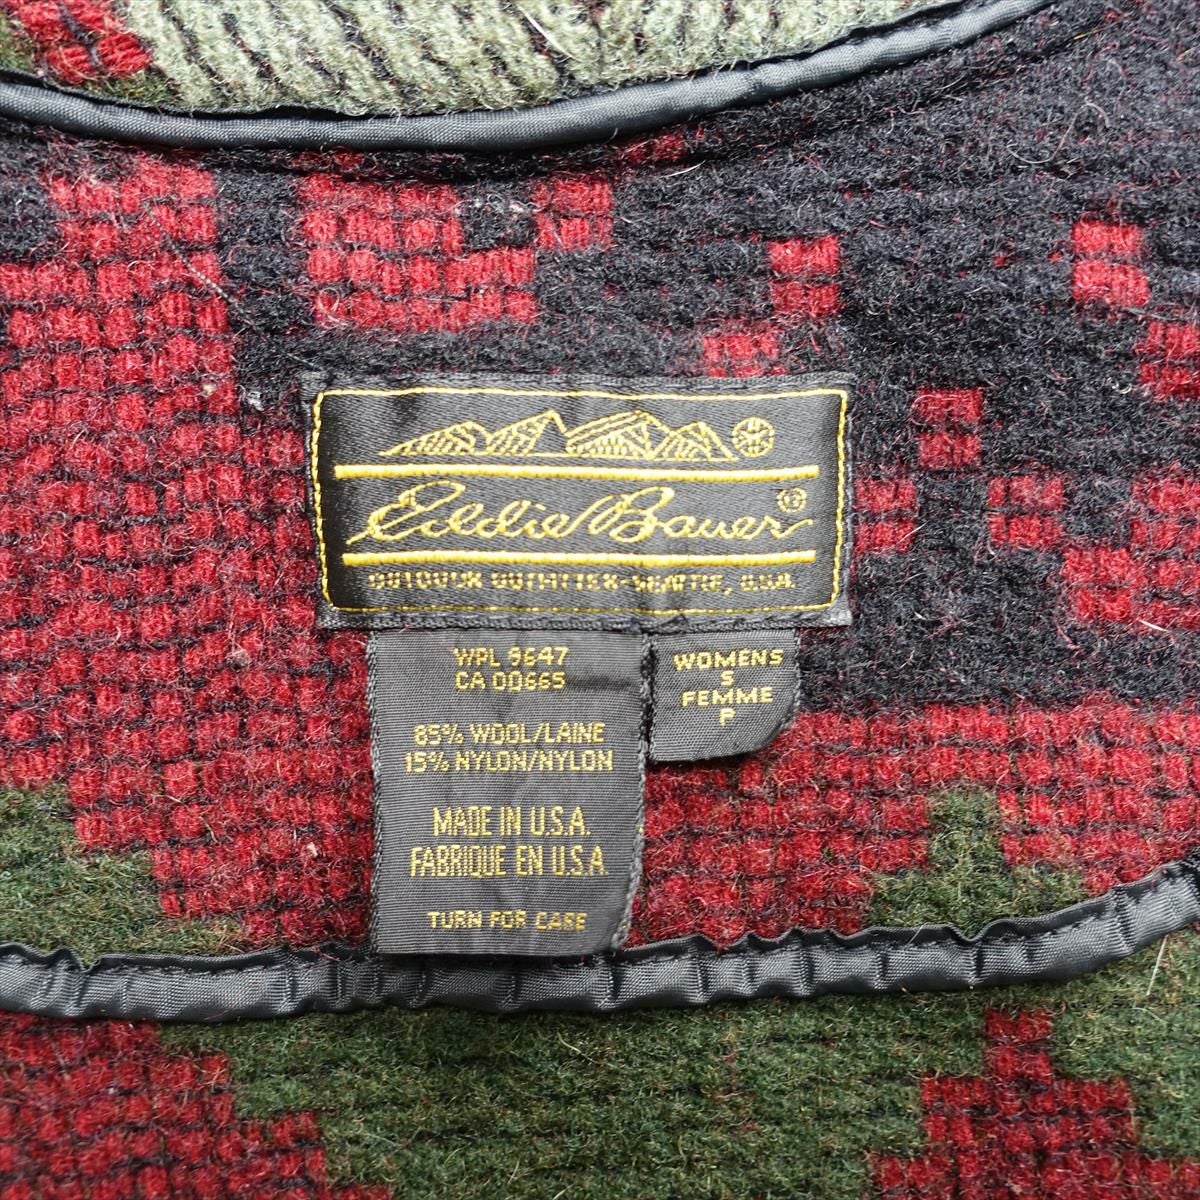 Eddie Bauer®
OUTDOOR OUTFITTER-SEATTLE, U.S.A.
WPL 9647
CA 00665
85% WOOL/LAINE
15% NYLON/NYLON
MADE IN U.S.A.
FABRIQUE EN U.S.A.
TURN FOR CARE
WOMENS
S
FEMME
P